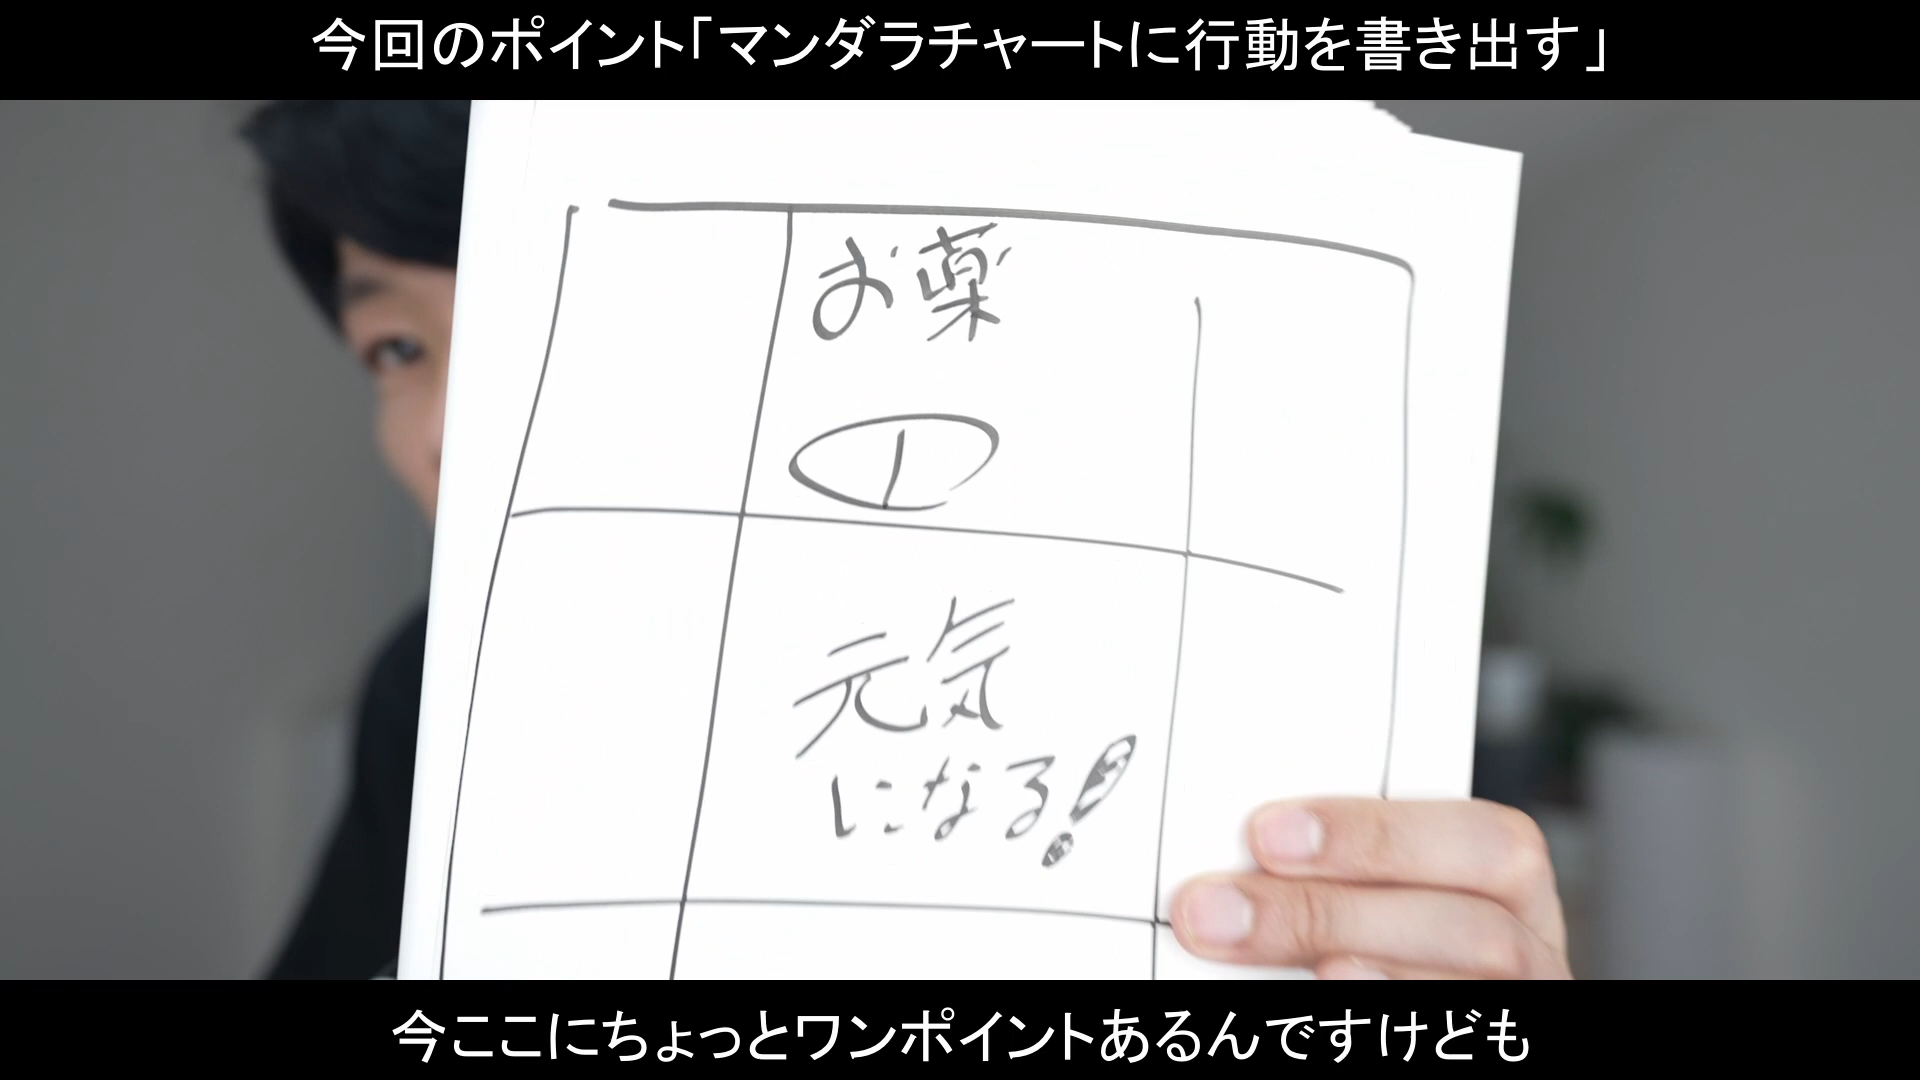 今回のポイント「マンダラチャートに行動を書き出す」
お薬
①
元気
になる!
今ここにちょっとワンポイントあるんですけども